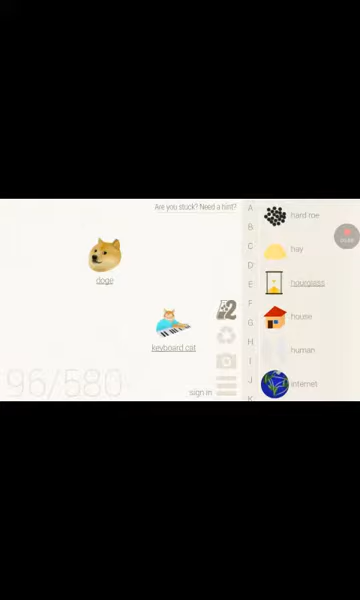 Are you stuck? Need a hint?
doge
keyboard cat
96/580
sign in
A
B
C
D
E
F
G
H
I
J
K
hard roe
hay
hourglass
house
human
internet